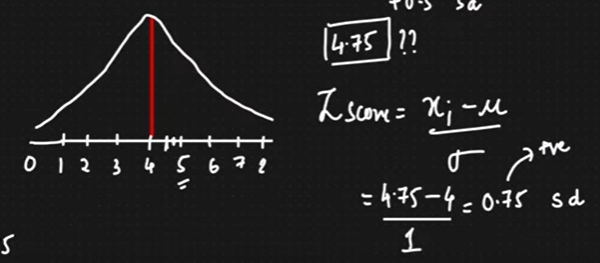 +0.5 sd
4.75 ??
Z score = xi - μ
σ
= 4.75 - 4 = 0.75 sd
1
+ve
0 1 2 3 4 5 6 7 8
5